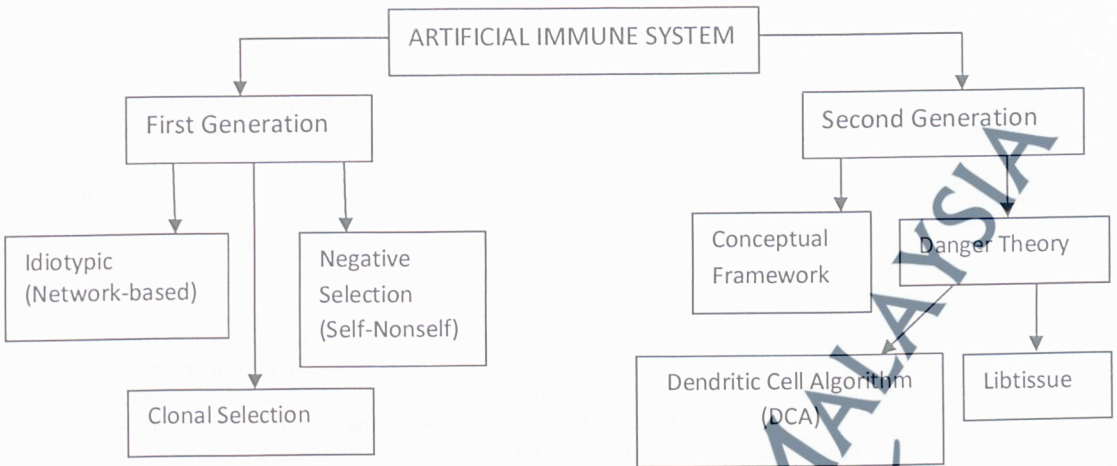 ARTIFICIAL IMMUNE SYSTEM
First Generation
Second Generation
Idiotypic
(Network-based)
Negative
Selection
(Self-Nonself)
Clonal Selection
Conceptual
Framework
Danger Theory
Dendritic Cell Algorithm
(DCA)
Libtissue
MALAYSIA